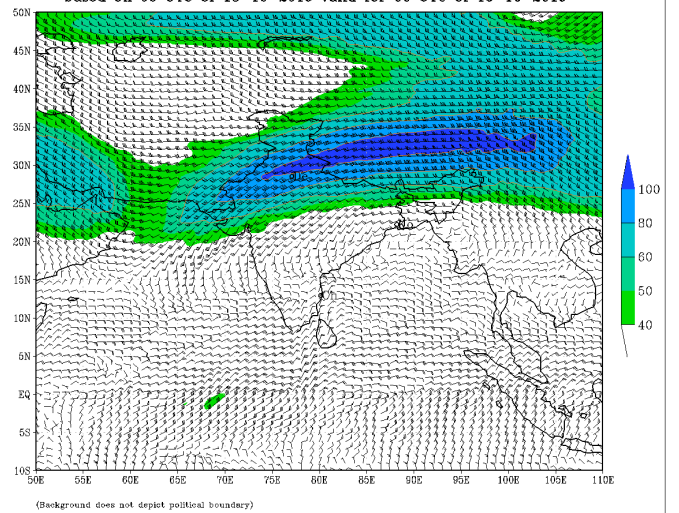 50N
45N
40N
35N
30N
25N
20N
15N
10N
5N
EQ
5S
10S
50E 55E 60E 65E 70E 75E 80E 85E 90E 95E 100E 105E 110E
100
80
60
50
40
(Background does not depict political boundary)